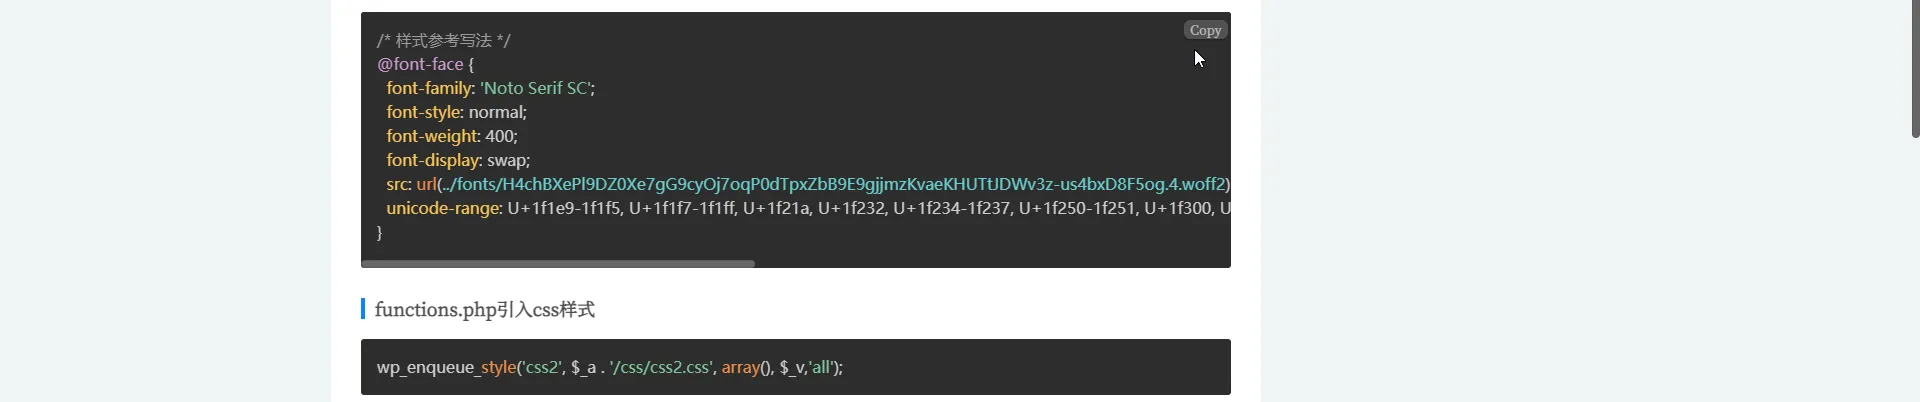 Copy
/* 样式参考写法 */
@font-face {
  font-family: 'Noto Serif SC';
  font-style: normal;
  font-weight: 400;
  font-display: swap;
  src: url(../fonts/H4chBXePl9DZ0Xe7gG9cyOj7oqP0dTpxZbB9E9gjjmzKvaeKHUTtJDWv3z-us4bxD8F5og.4.woff2)
  unicode-range: U+1f1e9-1f1f5, U+1f1f7-1f1ff, U+1f21a, U+1f232, U+1f234-1f237, U+1f250-1f251, U+1f300, U
}
functions.php引入css样式
wp_enqueue_style('css2', $_a . '/css/css2.css', array(), $_v,'all');